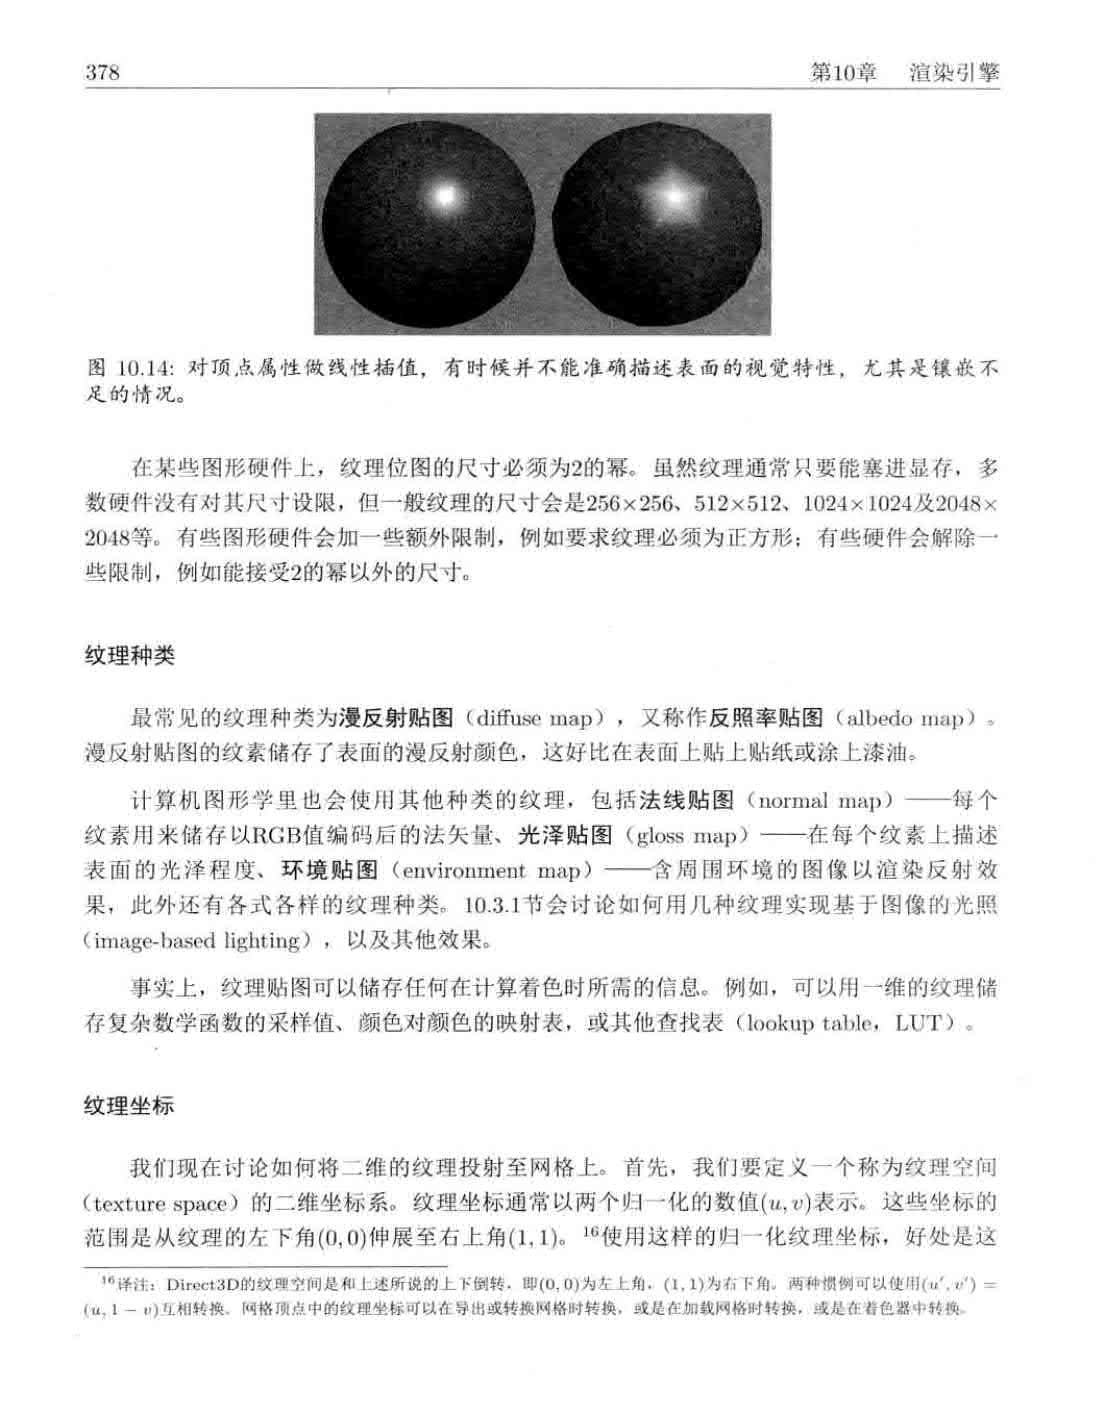 378
第10章 渲染引擎
图 10.14: 对顶点属性做线性插值，有时候并不能准确描述表面的视觉特性，尤其是镶嵌不
足的情况。
在某些图形硬件上，纹理位图的尺寸必须为2的幂。虽然纹理通常只要能塞进显存，多
数硬件没有对其尺寸设限，但一般纹理的尺寸会是256×256、512×512、1024×1024及2048×
2048等。有些图形硬件会加一些额外限制，例如要求纹理必须为正方形；有些硬件会解除一
些限制，例如能接受2的幂以外的尺寸。
纹理种类
最常见的纹理种类为漫反射贴图（diffuse map），又称作反照率贴图（albedo map）。
漫反射贴图的纹素储存了表面的漫反射颜色，这好比在表面上贴上贴纸或涂上漆油。
计算机图形学里也会使用其他种类的纹理，包括法线贴图（normal map）——每个
纹素用来储存以RGB值编码后的法矢量、光泽贴图（gloss map）——在每个纹素上描述
表面的光泽程度、环境贴图（environment map）——含周围环境的图像以渲染反射效
果，此外还有各式各样的纹理种类。10.3.1节会讨论如何用几种纹理实现基于图像的光照
（image-based lighting），以及其他效果。
事实上，纹理贴图可以储存任何在计算着色时所需的信息。例如，可以用一维的纹理储
存复杂数学函数的采样值、颜色对颜色的映射表，或其他查找表（lookup table，LUT）。
纹理坐标
我们现在讨论如何将二维的纹理投射至网格上。首先，我们要定义一个称为纹理空间
（texture space）的二维坐标系。纹理坐标通常以两个归一化的数值(u, v)表示。这些坐标的
范围是从纹理的左下角(0, 0)伸展至右上角(1, 1)。16使用这样的归一化纹理坐标，好处是这
16译注：Direct3D的纹理空间是和上述所说的上下倒转，即(0, 0)为左上角，(1, 1)为右下角。两种惯例可以使用(u′, v′) =
(u, 1 − v)互相转换。网格顶点中的纹理坐标可以在导出或转换网格时转换，或是在加载网格时转换，或是在着色器中转换。